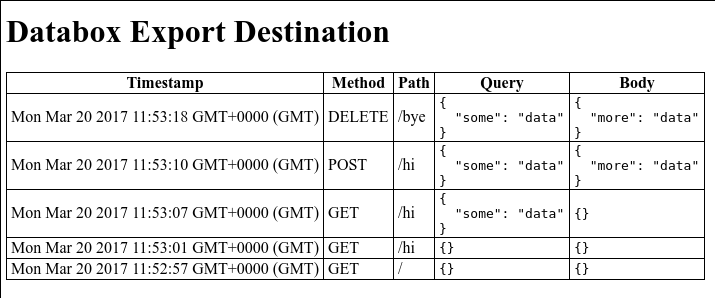 Databox Export Destination
Timestamp Method Path Query Body
Mon Mar 20 2017 11:53:18 GMT+0000 (GMT) DELETE /bye { "some": "data" } { "more": "data" }
Mon Mar 20 2017 11:53:10 GMT+0000 (GMT) POST /hi { "some": "data" } { "more": "data" }
Mon Mar 20 2017 11:53:07 GMT+0000 (GMT) GET /hi { "some": "data" } {}
Mon Mar 20 2017 11:53:01 GMT+0000 (GMT) GET /hi {} {}
Mon Mar 20 2017 11:52:57 GMT+0000 (GMT) GET / {} {}